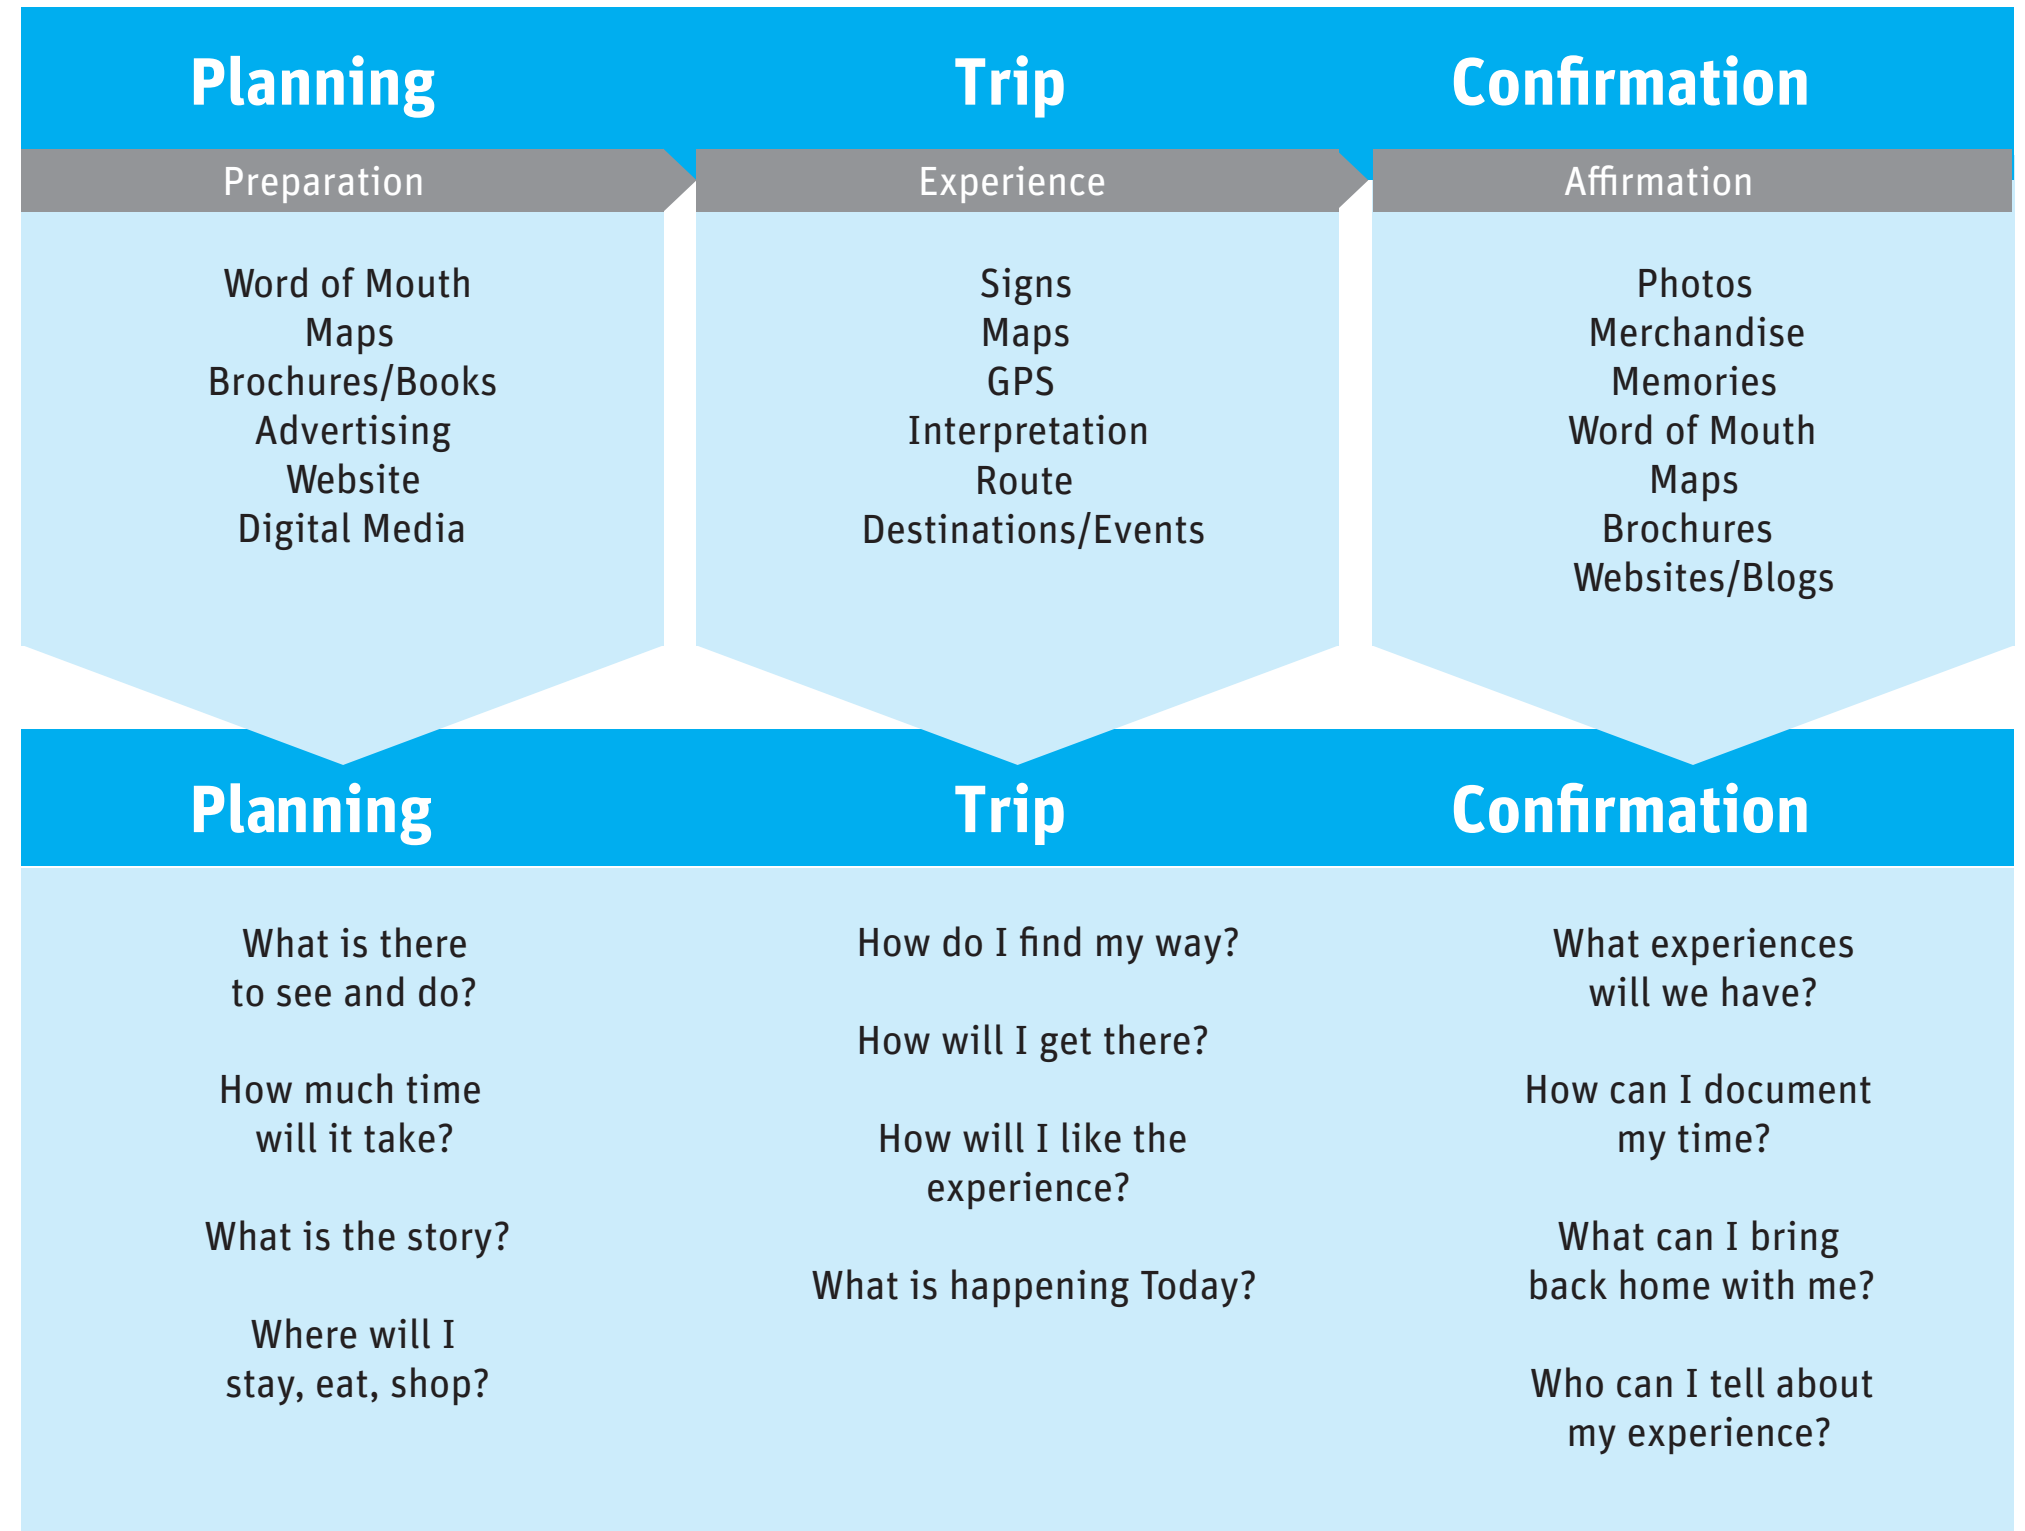 Planning
Trip
Confirmation
Preparation
Experience
Affirmation
Word of Mouth
Maps
Brochures/Books
Advertising
Website
Digital Media
Signs
Maps
GPS
Interpretation
Route
Destinations/Events
Photos
Merchandise
Memories
Word of Mouth
Maps
Brochures
Websites/Blogs
Planning
Trip
Confirmation
What is there
to see and do?
How much time
will it take?
What is the story?
Where will I
stay, eat, shop?
How do I find my way?
How will I get there?
How will I like the
experience?
What is happening Today?
What experiences
will we have?
How can I document
my time?
What can I bring
back home with me?
Who can I tell about
my experience?